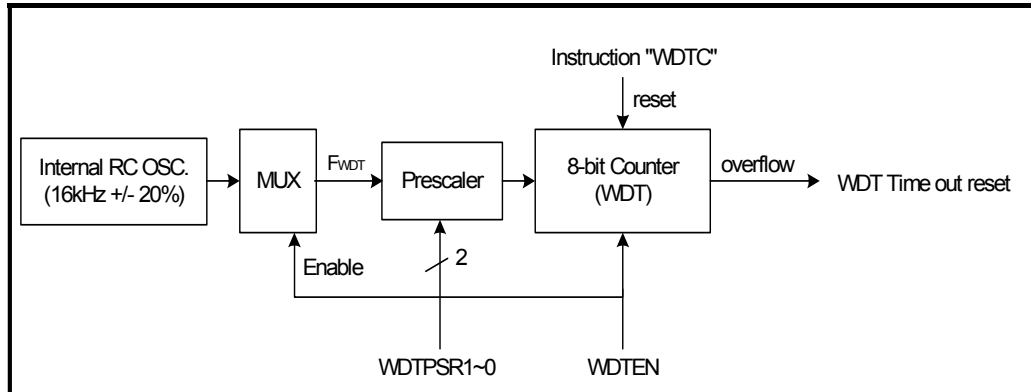 Instruction "WDTC"
reset
Internal RC OSC.
(16kHz +/- 20%)
MUX
FWDT
Prescaler
8-bit Counter
(WDT)
overflow
WDT Time out reset
Enable
2
WDTPSR1~0
WDTEN